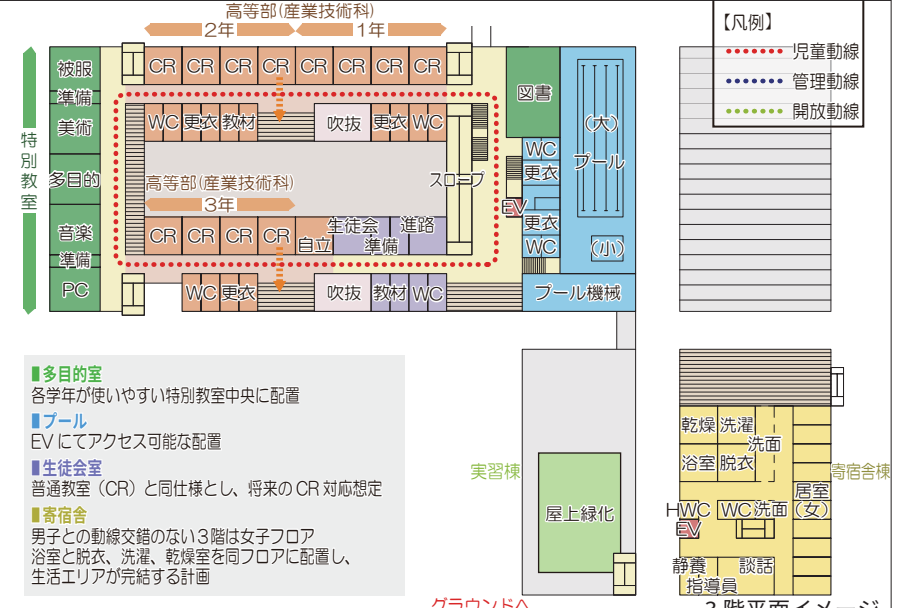 高等部(産業技術科)
2年
1年
【凡例】
児童動線
管理動線
開放動線
被服
CR
CR
CR
CR
CR
CR
CR
CR
図書
準備
美術
WC
更衣
教材
吹抜
更衣
WC
(大)
プール
特別教室
WC
更衣
多目的
高等部(産業技術科)
3年
スロープ
EV
音楽
CR
CR
CR
CR
自立
生徒会
準備
進路
更衣
WC
(小)
準備
PC
WC
更衣
吹抜
教材
WC
プール機械
■多目的室
各学年が使いやすい特別教室中央に配置
■プール
EVにてアクセス可能な配置
■生徒会室
普通教室（CR）と同仕様とし、将来のCR対応想定
■寄宿舎
男子との動線交錯のない3階は女子フロア
浴室と脱衣、洗濯、乾燥室を同フロアに配置し、
生活エリアが完結する計画
実習棟
屋上緑化
乾燥
洗濯
洗面
浴室
脱衣
寄宿舎棟
居室
(女)
HWC
WC
洗面
EV
静養
談話
指導員
グラウンドへ
階平面イメージ